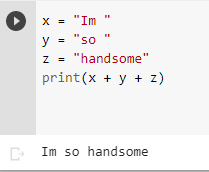 x = "Im "
y = "so "
z = "handsome"
print(x + y + z)
Im so handsome